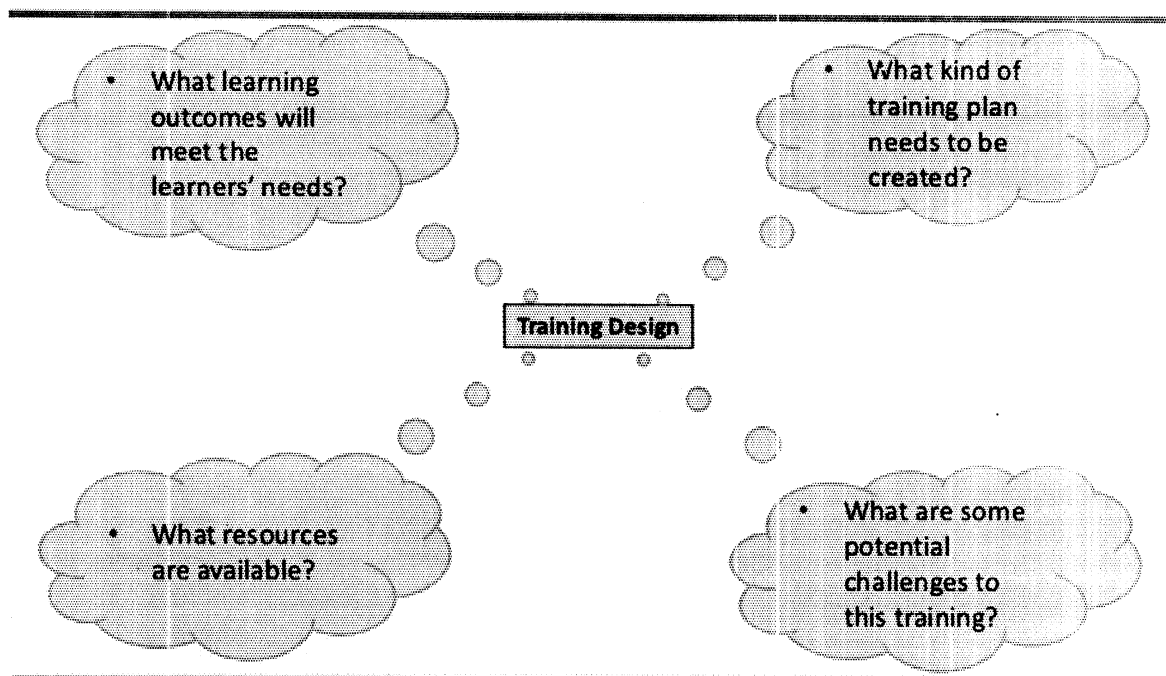 • What learning
outcomes will
meet the
learners' needs?
• What kind of
training plan
needs to be
created?
Training Design
• What resources
are available?
• What are some
potential
challenges to
this training?